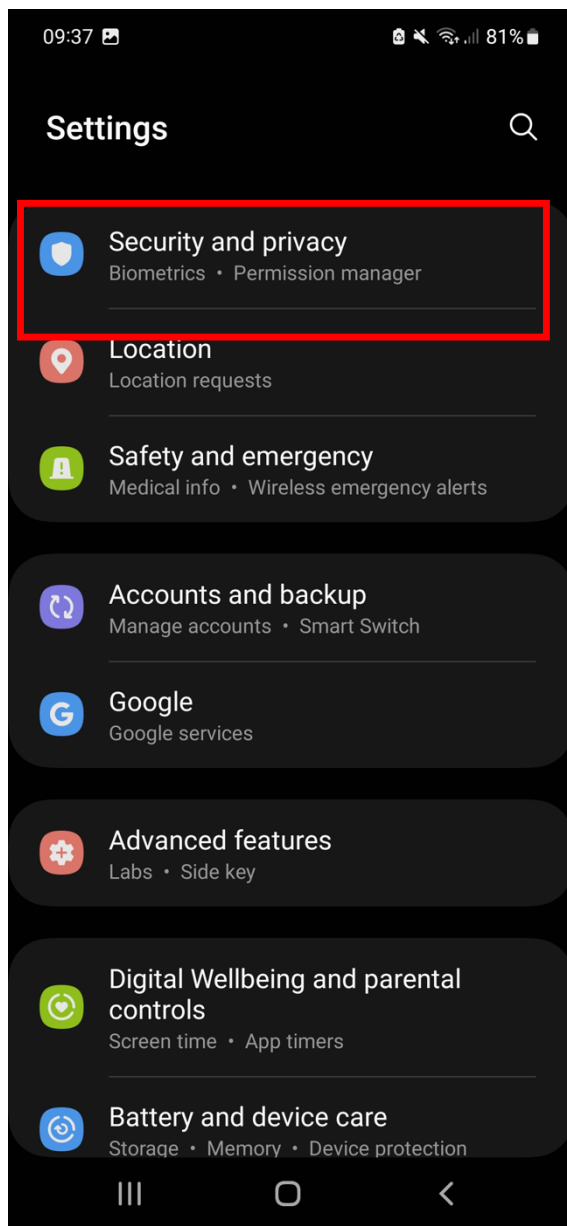 09:37 81%
Settings
Security and privacy
Biometrics • Permission manager
Location
Location requests
Safety and emergency
Medical info • Wireless emergency alerts
Accounts and backup
Manage accounts • Smart Switch
Google
Google services
Advanced features
Labs • Side key
Digital Wellbeing and parental
controls
Screen time • App timers
Battery and device care
Storage • Memory • Device protection